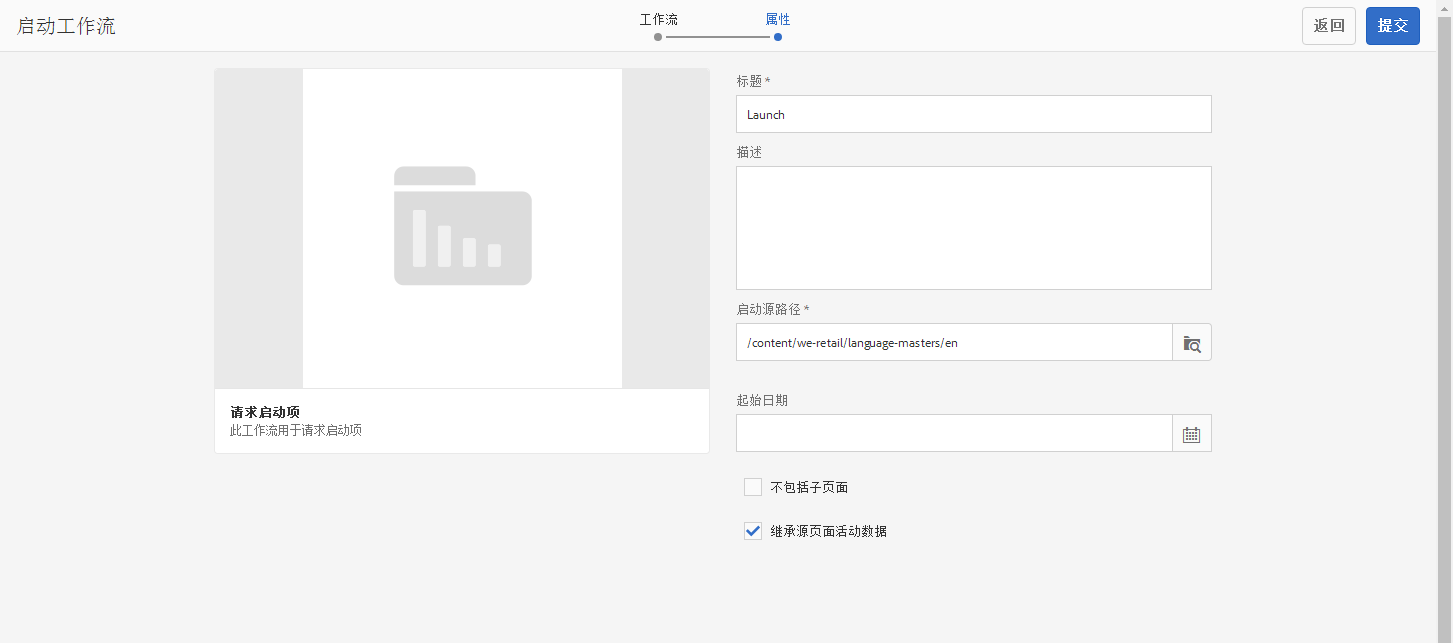 启动工作流
工作流
属性
返回
提交
标题 *
Launch
描述
启动源路径 *
/content/we-retail/language-masters/en
起始日期
不包括子页面
继承源页面活动数据
请求启动项
此工作流用于请求启动项